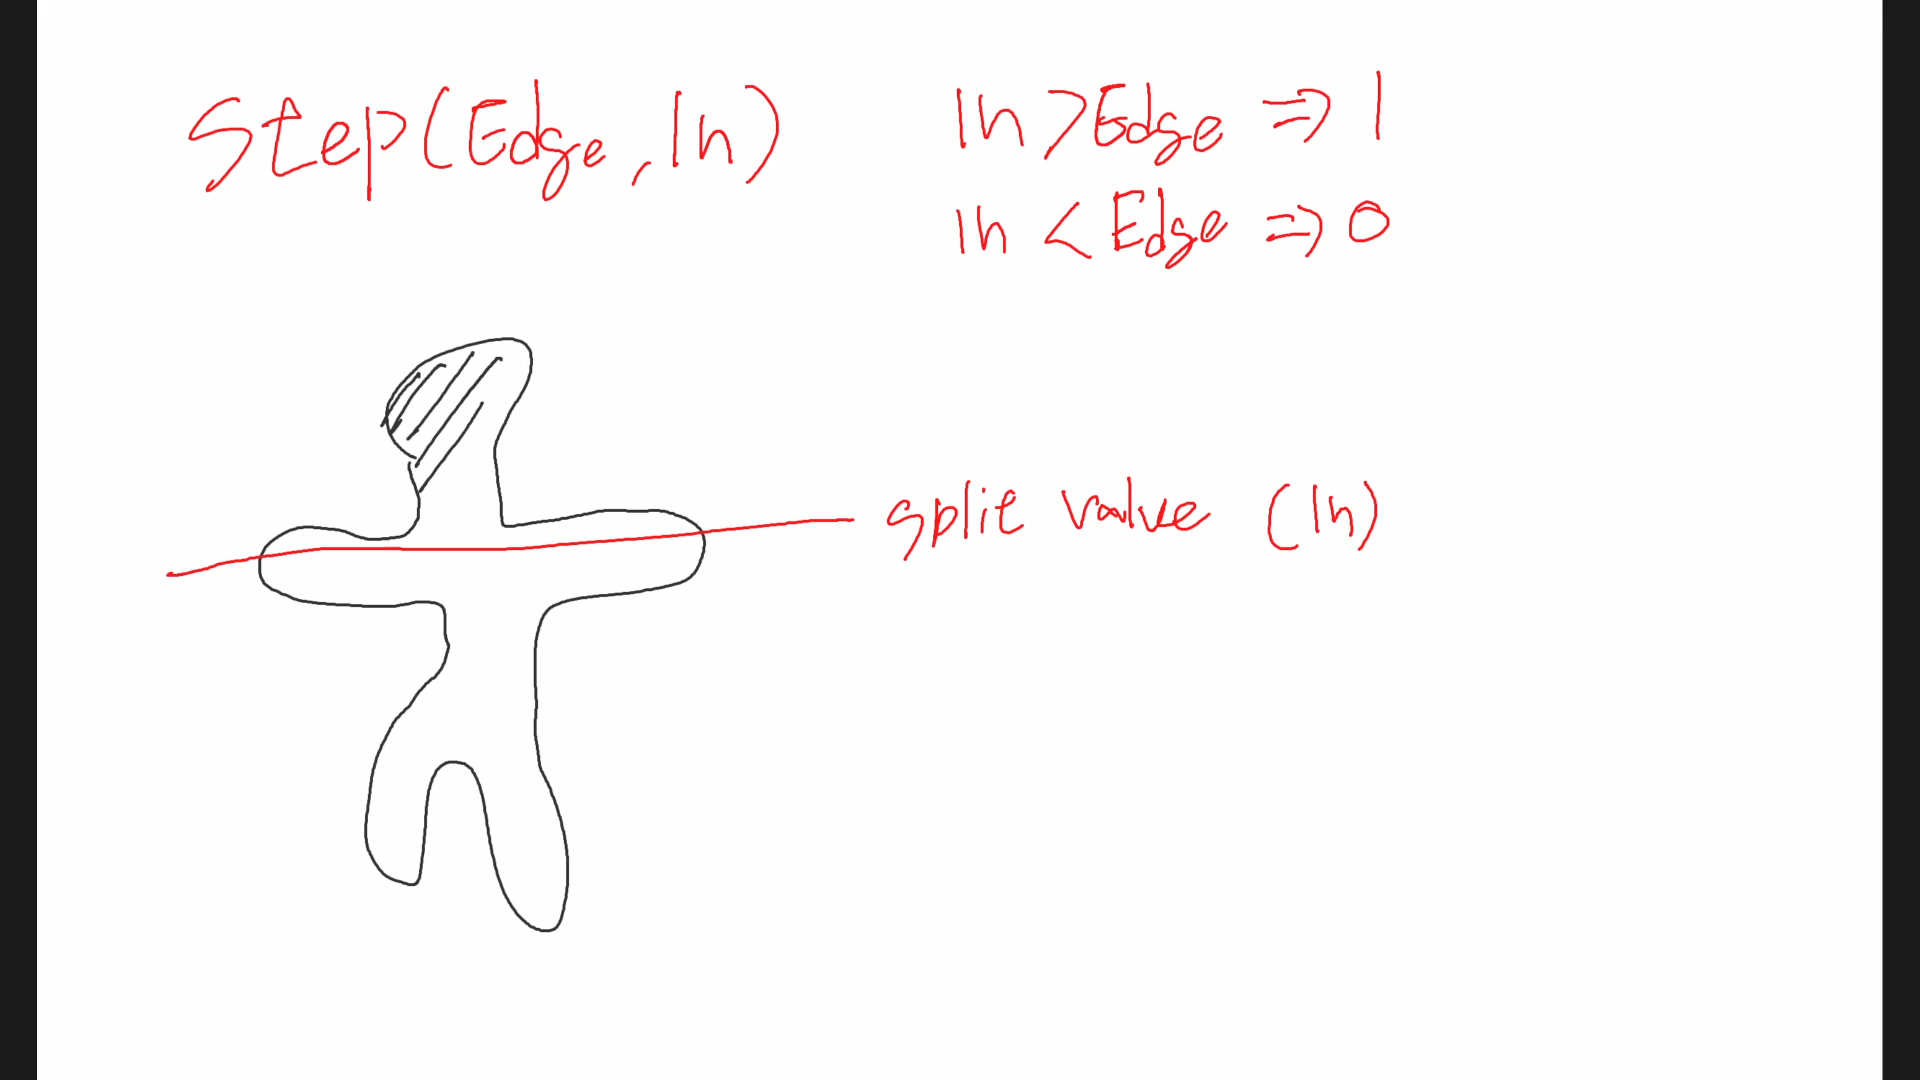 Step(Edge, In)
In > Edge => 1
In < Edge => 0
split value (In)